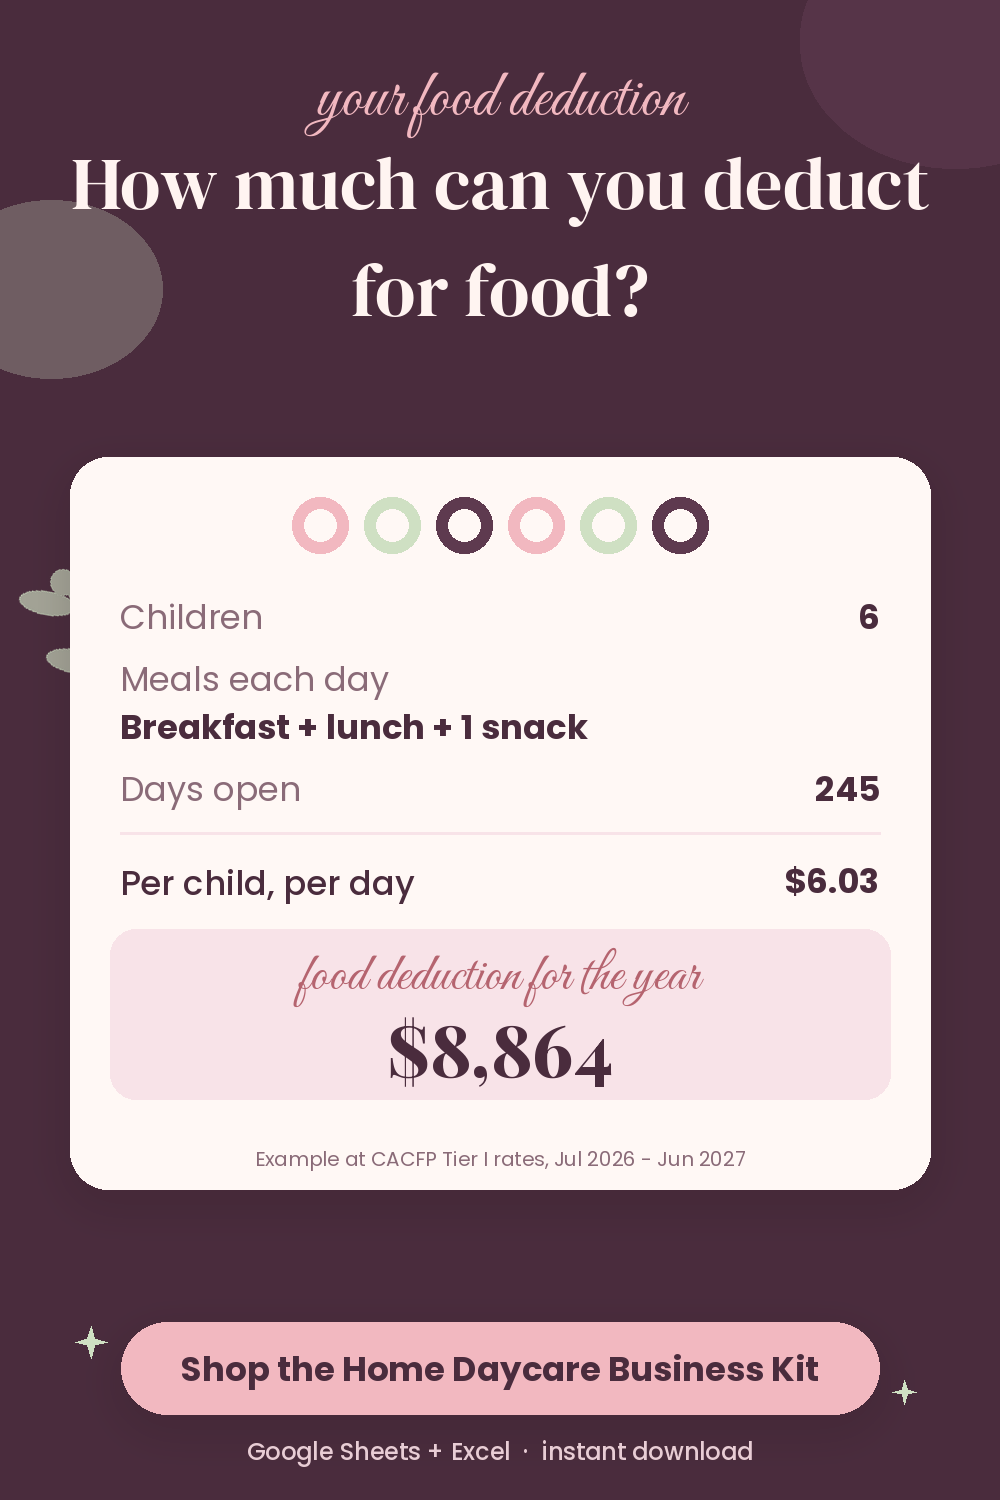 your food deduction
How much can you deduct
for food?
Children 6
Meals each day
Breakfast + lunch + 1 snack
Days open 245
Per child, per day $6.03
food deduction for the year
$8,864
Example at CACFP Tier I rates, Jul 2026 - Jun 2027
Shop the Home Daycare Business Kit
Google Sheets + Excel · instant download